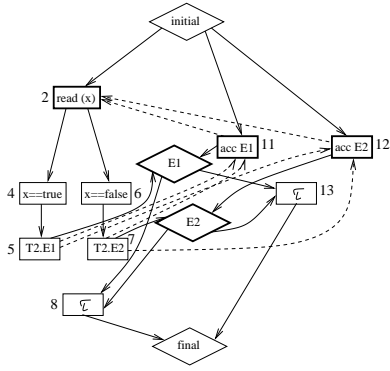 initial
2 read (x)
acc E1 11
acc E2 12
E1
4 x==true
x==false 6
τ 13
E2
5 T2.E1
T2.E2 7
8 τ
final